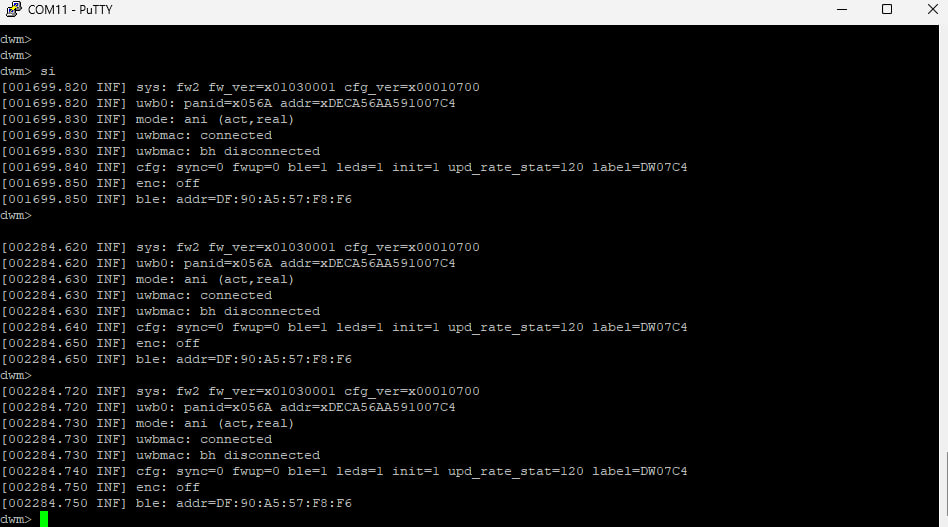 COM11 - PuTTY
dwm>
dwm>
dwm> si
[001699.820 INF] sys: fw2 fw_ver=x01030001 cfg_ver=x00010700
[001699.820 INF] uwb0: panid=x056A addr=xDECA56AA591007C4
[001699.830 INF] mode: ani (act,real)
[001699.830 INF] uwbmac: connected
[001699.830 INF] uwbmac: bh disconnected
[001699.840 INF] cfg: sync=0 fwup=0 ble=1 leds=1 init=1 upd_rate_stat=120 label=DW07C4
[001699.850 INF] enc: off
[001699.850 INF] ble: addr=DF:90:A5:57:F8:F6
dwm>
[002284.620 INF] sys: fw2 fw_ver=x01030001 cfg_ver=x00010700
[002284.620 INF] uwb0: panid=x056A addr=xDECA56AA591007C4
[002284.630 INF] mode: ani (act,real)
[002284.630 INF] uwbmac: connected
[002284.630 INF] uwbmac: bh disconnected
[002284.640 INF] cfg: sync=0 fwup=0 ble=1 leds=1 init=1 upd_rate_stat=120 label=DW07C4
[002284.650 INF] enc: off
[002284.650 INF] ble: addr=DF:90:A5:57:F8:F6
dwm>
[002284.720 INF] sys: fw2 fw_ver=x01030001 cfg_ver=x00010700
[002284.720 INF] uwb0: panid=x056A addr=xDECA56AA591007C4
[002284.730 INF] mode: ani (act,real)
[002284.730 INF] uwbmac: connected
[002284.730 INF] uwbmac: bh disconnected
[002284.740 INF] cfg: sync=0 fwup=0 ble=1 leds=1 init=1 upd_rate_stat=120 label=DW07C4
[002284.750 INF] enc: off
[002284.750 INF] ble: addr=DF:90:A5:57:F8:F6
dwm>